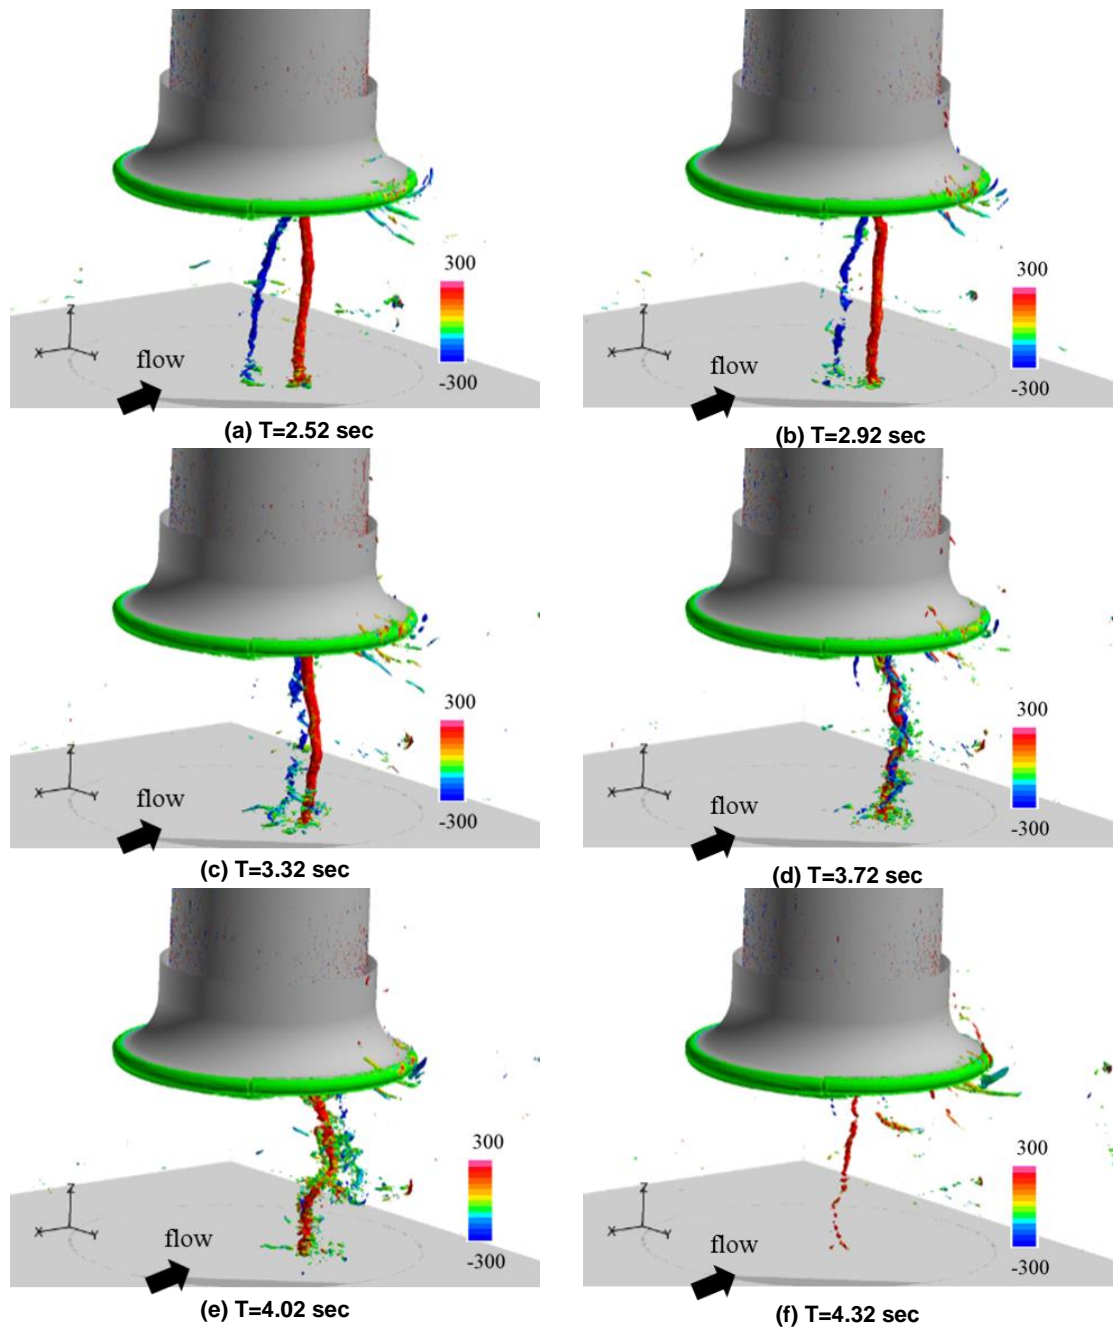 300
Z
X
Y
flow
-300
(a) T=2.52 sec
300
Z
X
Y
flow
-300
(b) T=2.92 sec
300
Z
X
Y
flow
-300
(c) T=3.32 sec
300
Z
X
Y
flow
-300
(d) T=3.72 sec
300
Z
X
Y
flow
-300
(e) T=4.02 sec
300
Z
X
Y
flow
-300
(f) T=4.32 sec